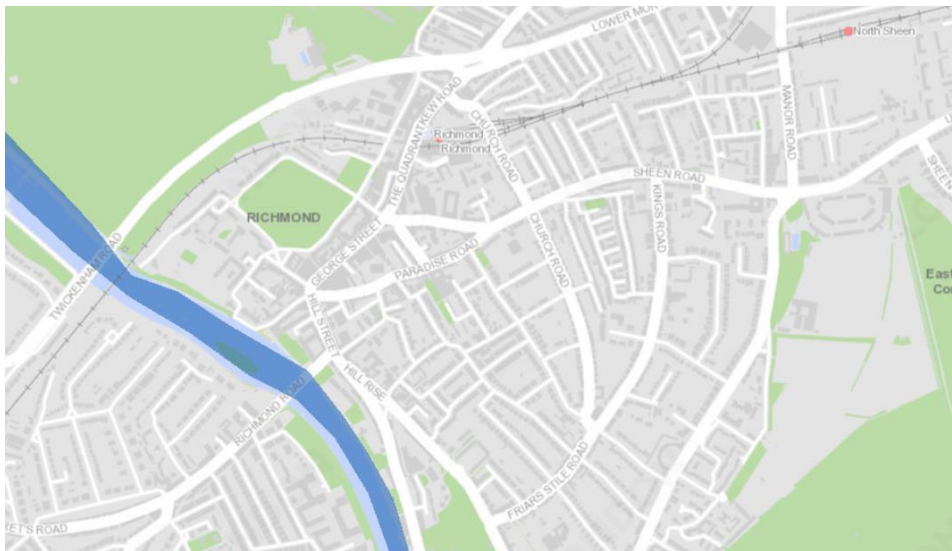 LOWER MOR
North Sheen
THE QUADRANT
KEW ROAD
MANOR ROAD
CHURCH ROAD
Richmond
Richmond
SHEEN ROAD
SHEE
KINGS ROAD
RICHMOND
GEORGE STREET
CHURCH ROAD
PARADISE ROAD
TWICKENHAM ROAD
East
Co
HILL STREET
HILL RISE
RICHMOND ROAD
FRIARS STILE ROAD
RET'S ROAD